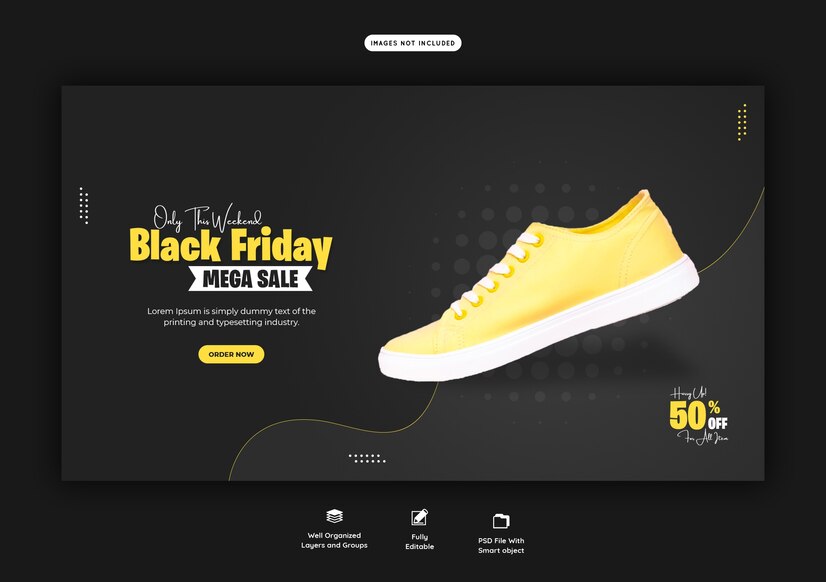 IMAGES NOT INCLUDED
Only This Weekend
Black Friday
MEGA SALE
Lorem Ipsum is simply dummy text of the
printing and typesetting industry.
ORDER NOW
Hurry Up!
50% OFF
For All Item
Well Organized
Layers and Groups
Fully
Editable
PSD File With
Smart object